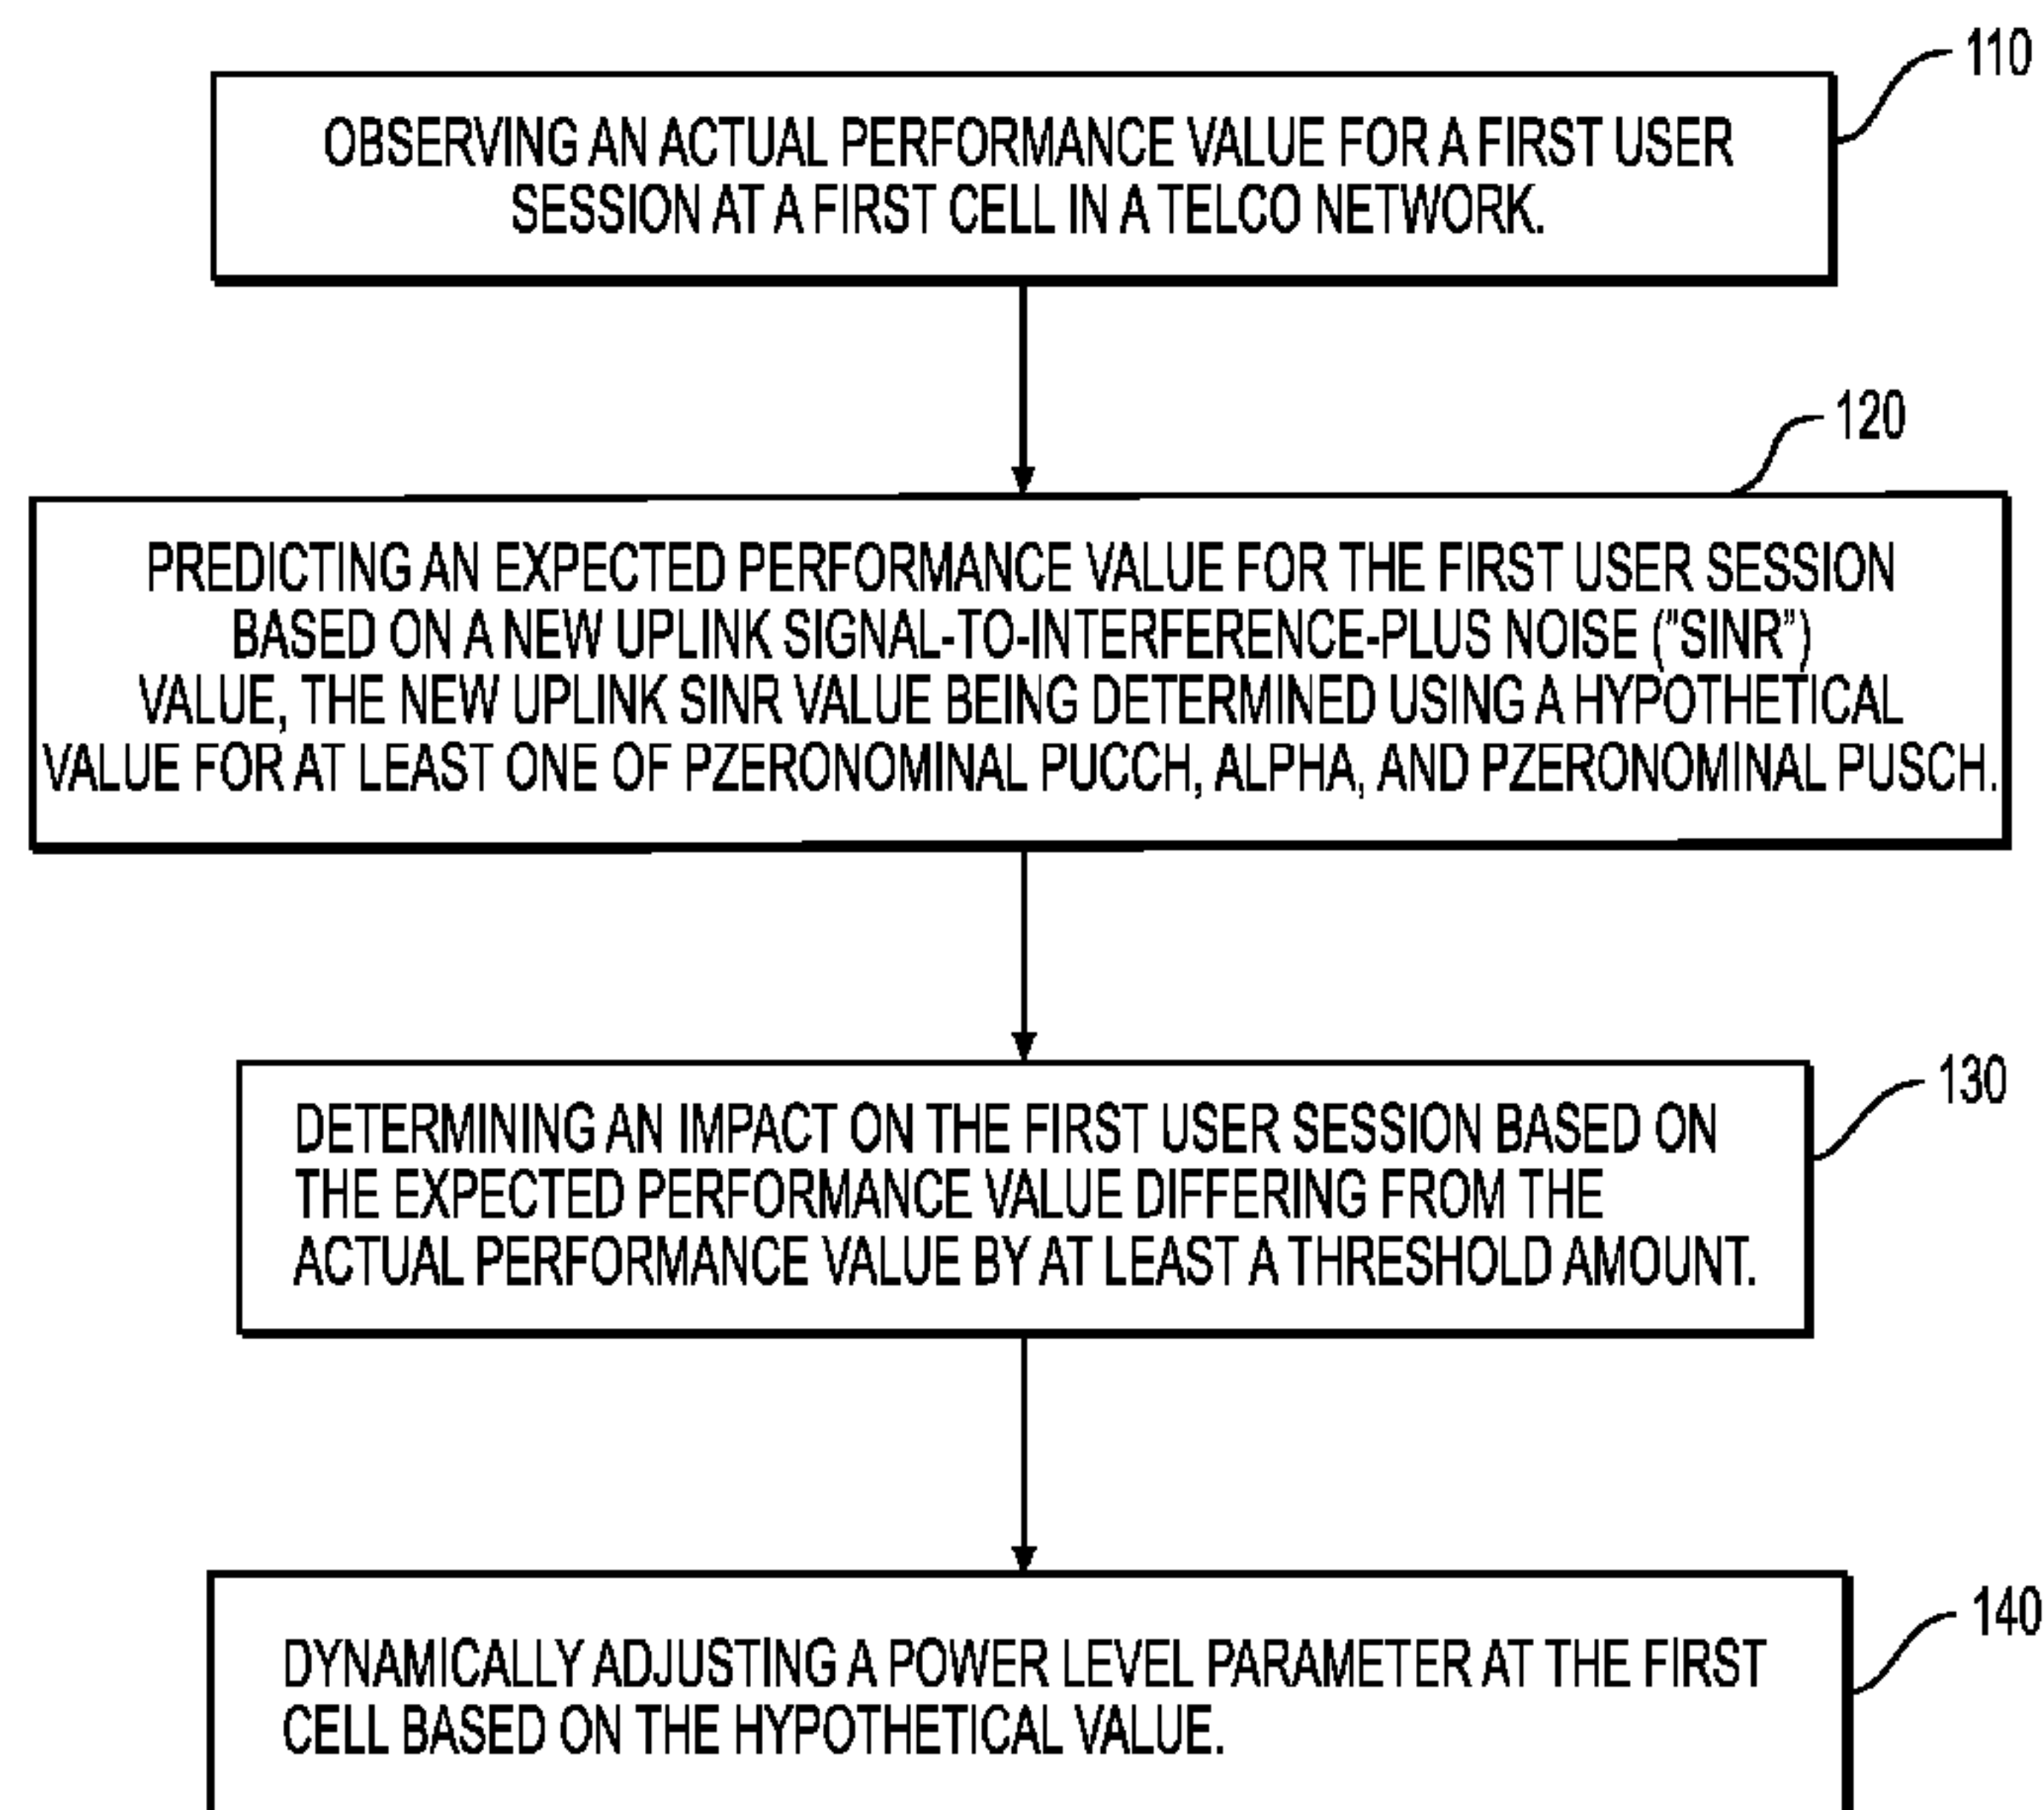 110
OBSERVING AN ACTUAL PERFORMANCE VALUE FOR A FIRST USER
SESSION AT A FIRST CELL IN A TELCO NETWORK.
120
PREDICTING AN EXPECTED PERFORMANCE VALUE FOR THE FIRST USER SESSION
BASED ON A NEW UPLINK SIGNAL-TO-INTERFERENCE-PLUS NOISE ("SINR")
VALUE, THE NEW UPLINK SINR VALUE BEING DETERMINED USING A HYPOTHETICAL
VALUE FOR AT LEAST ONE OF PZERONOMINAL PUCCH, ALPHA, AND PZERONOMINAL PUSCH.
130
DETERMINING AN IMPACT ON THE FIRST USER SESSION BASED ON
THE EXPECTED PERFORMANCE VALUE DIFFERING FROM THE
ACTUAL PERFORMANCE VALUE BY AT LEAST A THRESHOLD AMOUNT.
140
DYNAMICALLY ADJUSTING A POWER LEVEL PARAMETER AT THE FIRST
CELL BASED ON THE HYPOTHETICAL VALUE.